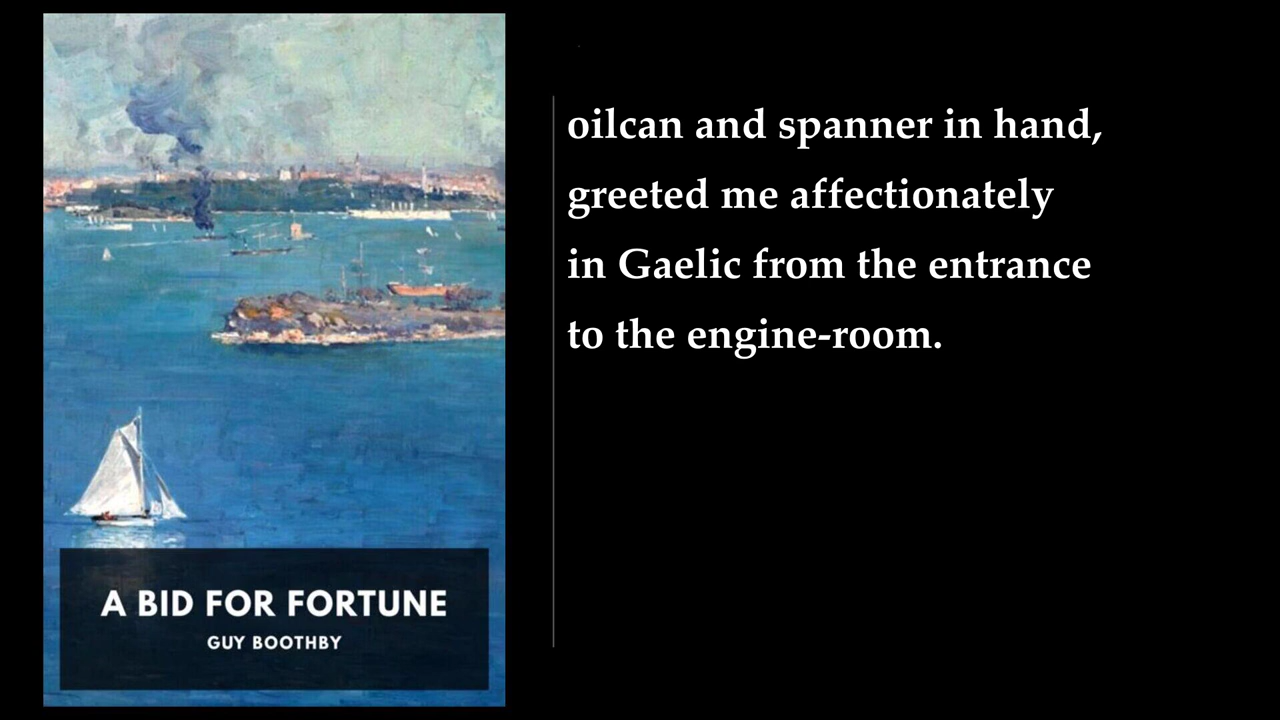 oilcan and spanner in hand,
greeted me affectionately
in Gaelic from the entrance
to the engine-room.
A BID FOR FORTUNE
GUY BOOTHBY